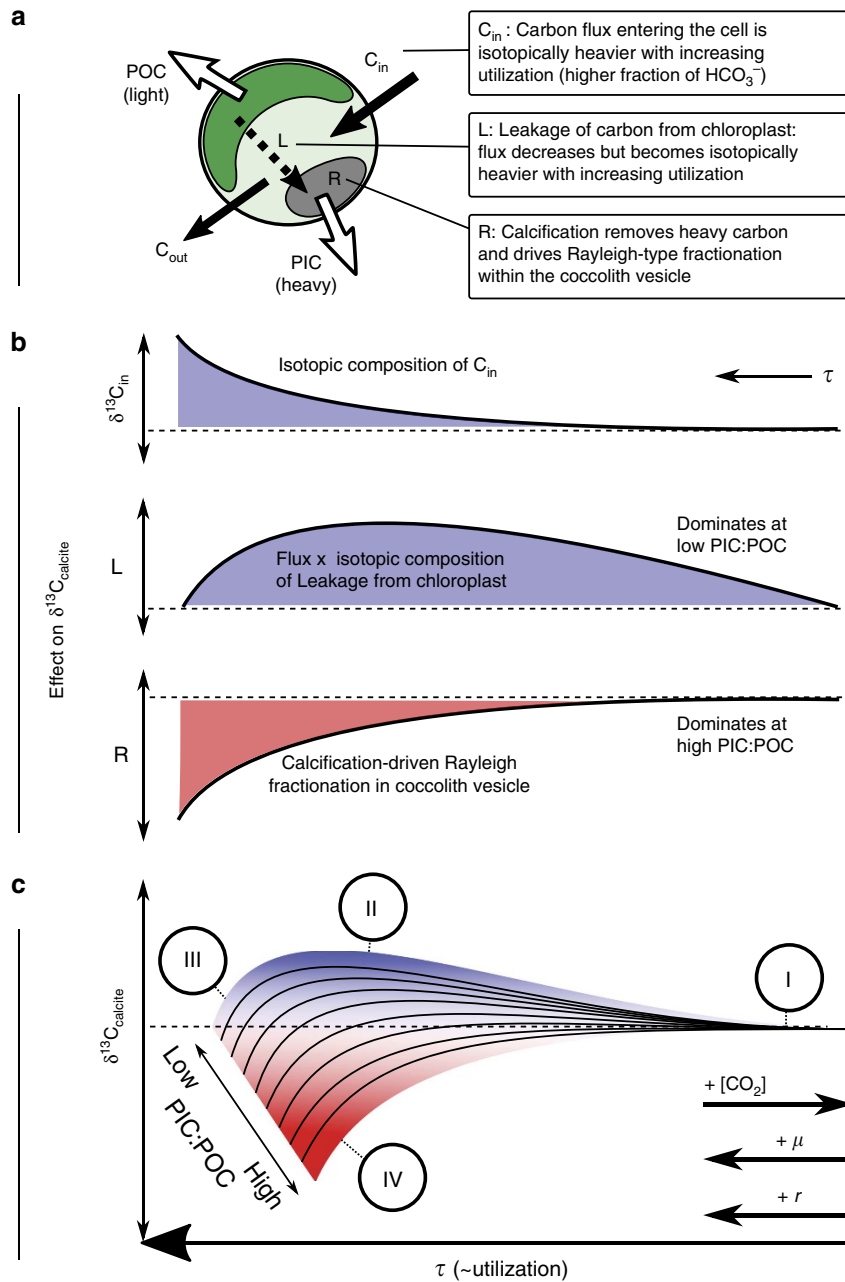 a
POC
(light)
C_in
L
R
C_out
PIC
(heavy)
C_in : Carbon flux entering the cell is
isotopically heavier with increasing
utilization (higher fraction of HCO₃⁻)
L: Leakage of carbon from chloroplast:
flux decreases but becomes isotopically
heavier with increasing utilization
R: Calcification removes heavy carbon
and drives Rayleigh-type fractionation
within the coccolith vesicle
b
Effect on δ¹³C_calcite
δ¹³C_in
Isotopic composition of C_in
τ
L
Flux x isotopic composition
of Leakage from chloroplast
Dominates at
low PIC:POC
R
Calcification-driven Rayleigh
fractionation in coccolith vesicle
Dominates at
high PIC:POC
c
δ¹³C_calcite
III
II
I
IV
Low
PIC:POC
High
+ [CO₂]
+ μ
+ r
τ (~utilization)